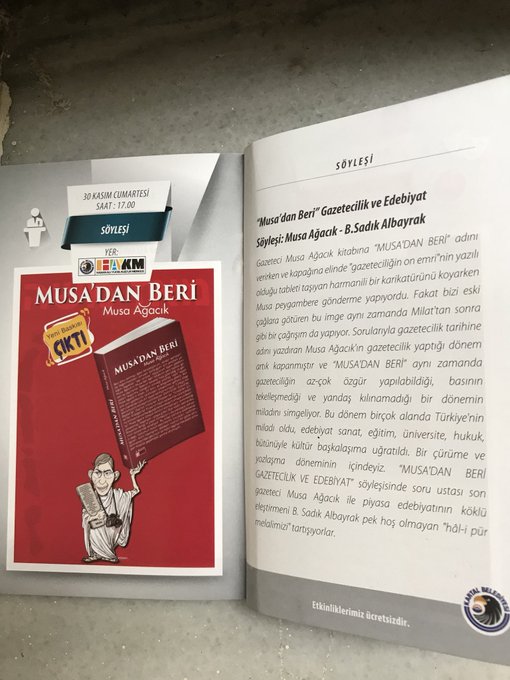 30 KASIM CUMARTESİ
SAAT : 17.00
SÖYLEŞİ
YER:
HAYKM
MUSA'DAN BERİ
Musa Ağacık
Yeni Baskısı
ÇIKTI
MUSA'DAN BERİ
Musa Ağacık
MUSA'DAN BERİ
SÖYLEŞİ
"Musa'dan Beri" Gazetecilik ve Edebiyat
Söyleşi: Musa Ağacık - B.Sadık Albayrak
Gazeteci Musa Ağacık kitabına "MUSA'DAN BERİ" adını
verirken ve kapağına elinde "gazeteciliğin on emri"nin yazılı
olduğu tableti taşıyan harmanili bir karikatürünü koyarken
Musa peygambere gönderme yapıyordu. Fakat bizi eski
çağlara götüren bu imge aynı zamanda Milat'tan sonra
gibi bir çağrışım da yapıyor. Sorularıyla gazetecilik tarihine
adını yazdıran Musa Ağacık'ın gazetecilik yaptığı dönem
artık kapanmıştır ve "MUSA'DAN BERİ" aynı zamanda
gazeteciliğin az-çok özgür yapılabildiği, basının
tekelleşmediği ve yandaş kılınamadığı bir dönemin
miladını simgeliyor. Bu dönem birçok alanda Türkiye'nin
miladı oldu, edebiyat sanat, eğitim, üniversite, hukuk,
bütünüyle kültür başkalaşıma uğratıldı. Bir çürüme ve
yozlaşma döneminin içindeyiz. "MUSA'DAN BERİ
GAZETECİLİK VE EDEBİYAT" söyleşisinde soru ustası son
gazeteci Musa Ağacık ile piyasa edebiyatının köklü
eleştirmeni B. Sadık Albayrak pek hoş olmayan "hâl-i pür
melalimizi" tartışıyorlar.
Etkinliklerimiz ücretsizdir.
KARTAL BELEDİYESİ